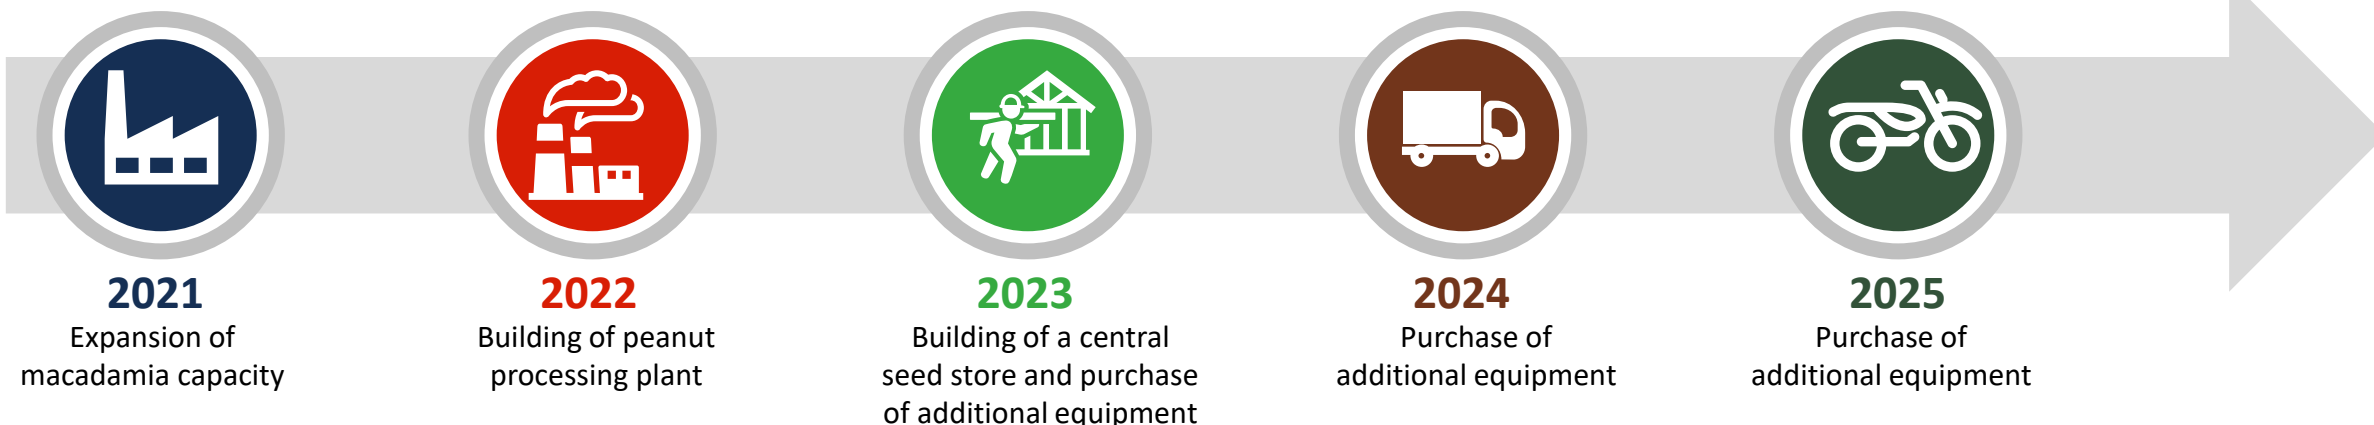 2021
Expansion of
macadamia capacity
2022
Building of peanut
processing plant
2023
Building of a central
seed store and purchase
of additional equipment
2024
Purchase of
additional equipment
2025
Purchase of
additional equipment